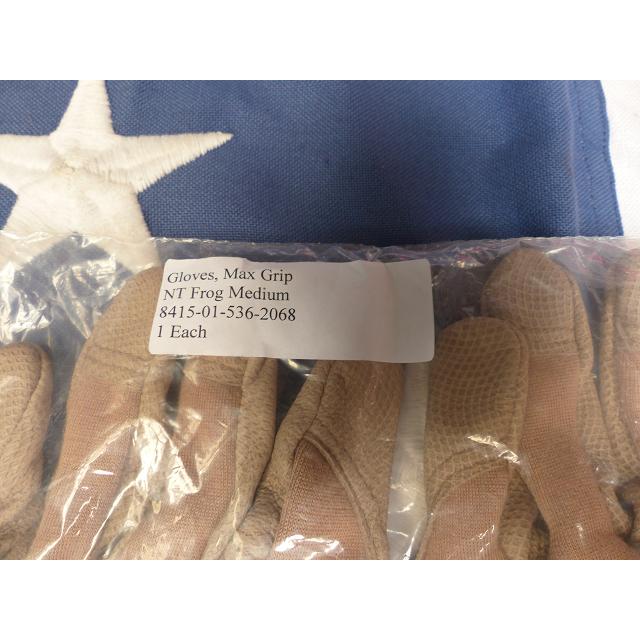 Gloves, Max Grip
NT Frog Medium
8415-01-536-2068
1 Each